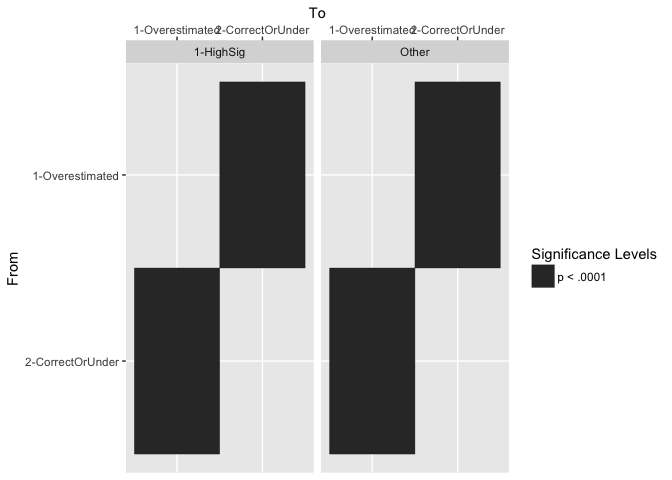 To
1-Overestimated 2-CorrectOrUnder 1-Overestimated 2-CorrectOrUnder
1-HighSig Other
From
1-Overestimated
2-CorrectOrUnder
Significance Levels
p < .0001